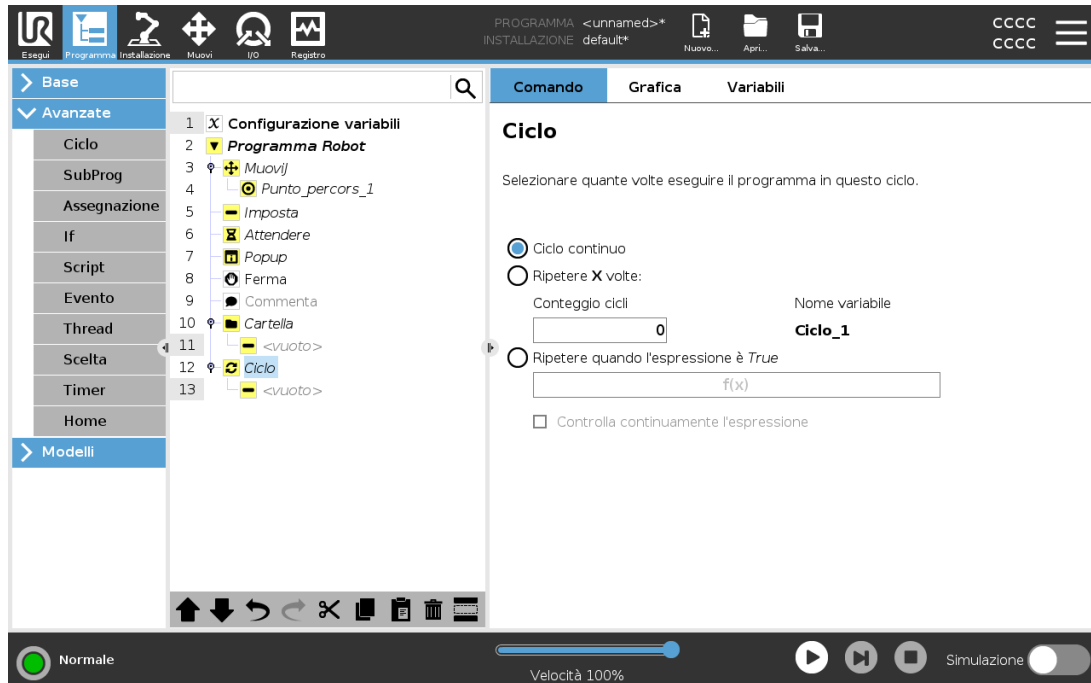 UR
Esegui
Programma
Installazione
Muovi
I/O
Registro
PROGRAMMA <unnamed>*
INSTALLAZIONE default*
Nuovo...
Apri...
Salva...
CCCC
CCCC
Base
Avanzate
Ciclo
SubProg
Assegnazione
If
Script
Evento
Thread
Scelta
Timer
Home
Modelli
1 X Configurazione variabili
2 Programma Robot
3 MuoviJ
4 Punto_percors_1
5 Imposta
6 Attendere
7 Popup
8 Ferma
9 Commenta
10 Cartella
11 <vuoto>
12 Ciclo
13 <vuoto>
Comando Grafica Variabili
Ciclo
Selezionare quante volte eseguire il programma in questo ciclo.
Ciclo continuo
Ripetere X volte:
Conteggio cicli Nome variabile
0 Ciclo_1
Ripetere quando l'espressione è True
f(x)
Controlla continuamente l'espressione
Normale
Velocità 100%
Simulazione